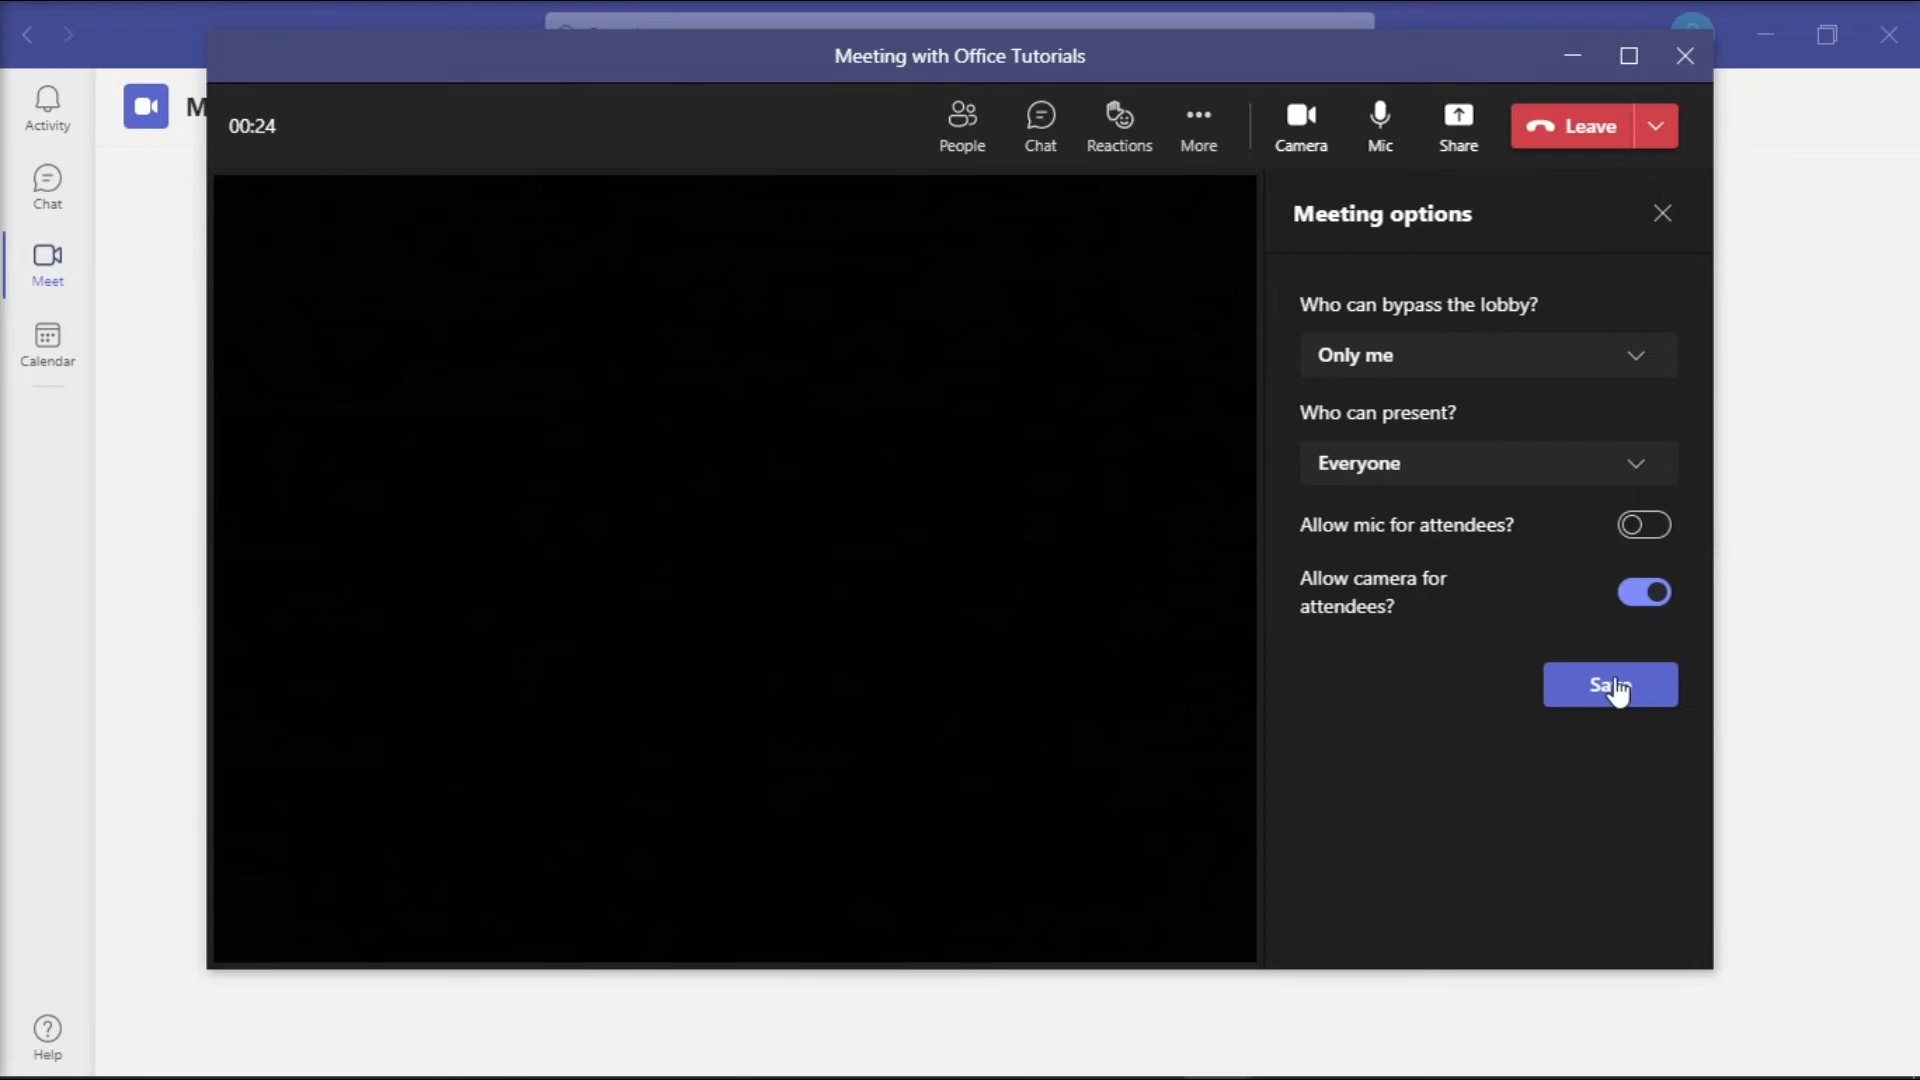 Meeting with Office Tutorials
Activity
Chat
Meet
Calendar
Help
00:24
People
Chat
Reactions
More
Camera
Mic
Share
Leave
Meeting options
Who can bypass the lobby?
Only me
Who can present?
Everyone
Allow mic for attendees?
Allow camera for
attendees?